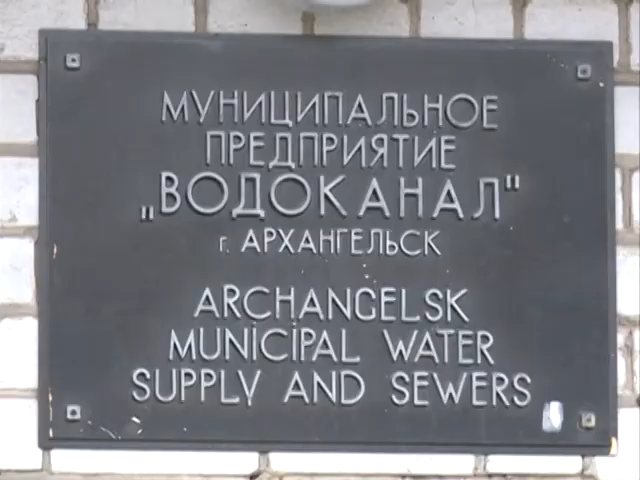 МУНИЦИПАЛЬНОЕ
ПРЕДПРИЯТИЕ
„ВОДОКАНАЛ"
г. АРХАНГЕЛЬСК
ARCHANGELSK
MUNICIPAL WATER
SUPPLY AND SEWERS